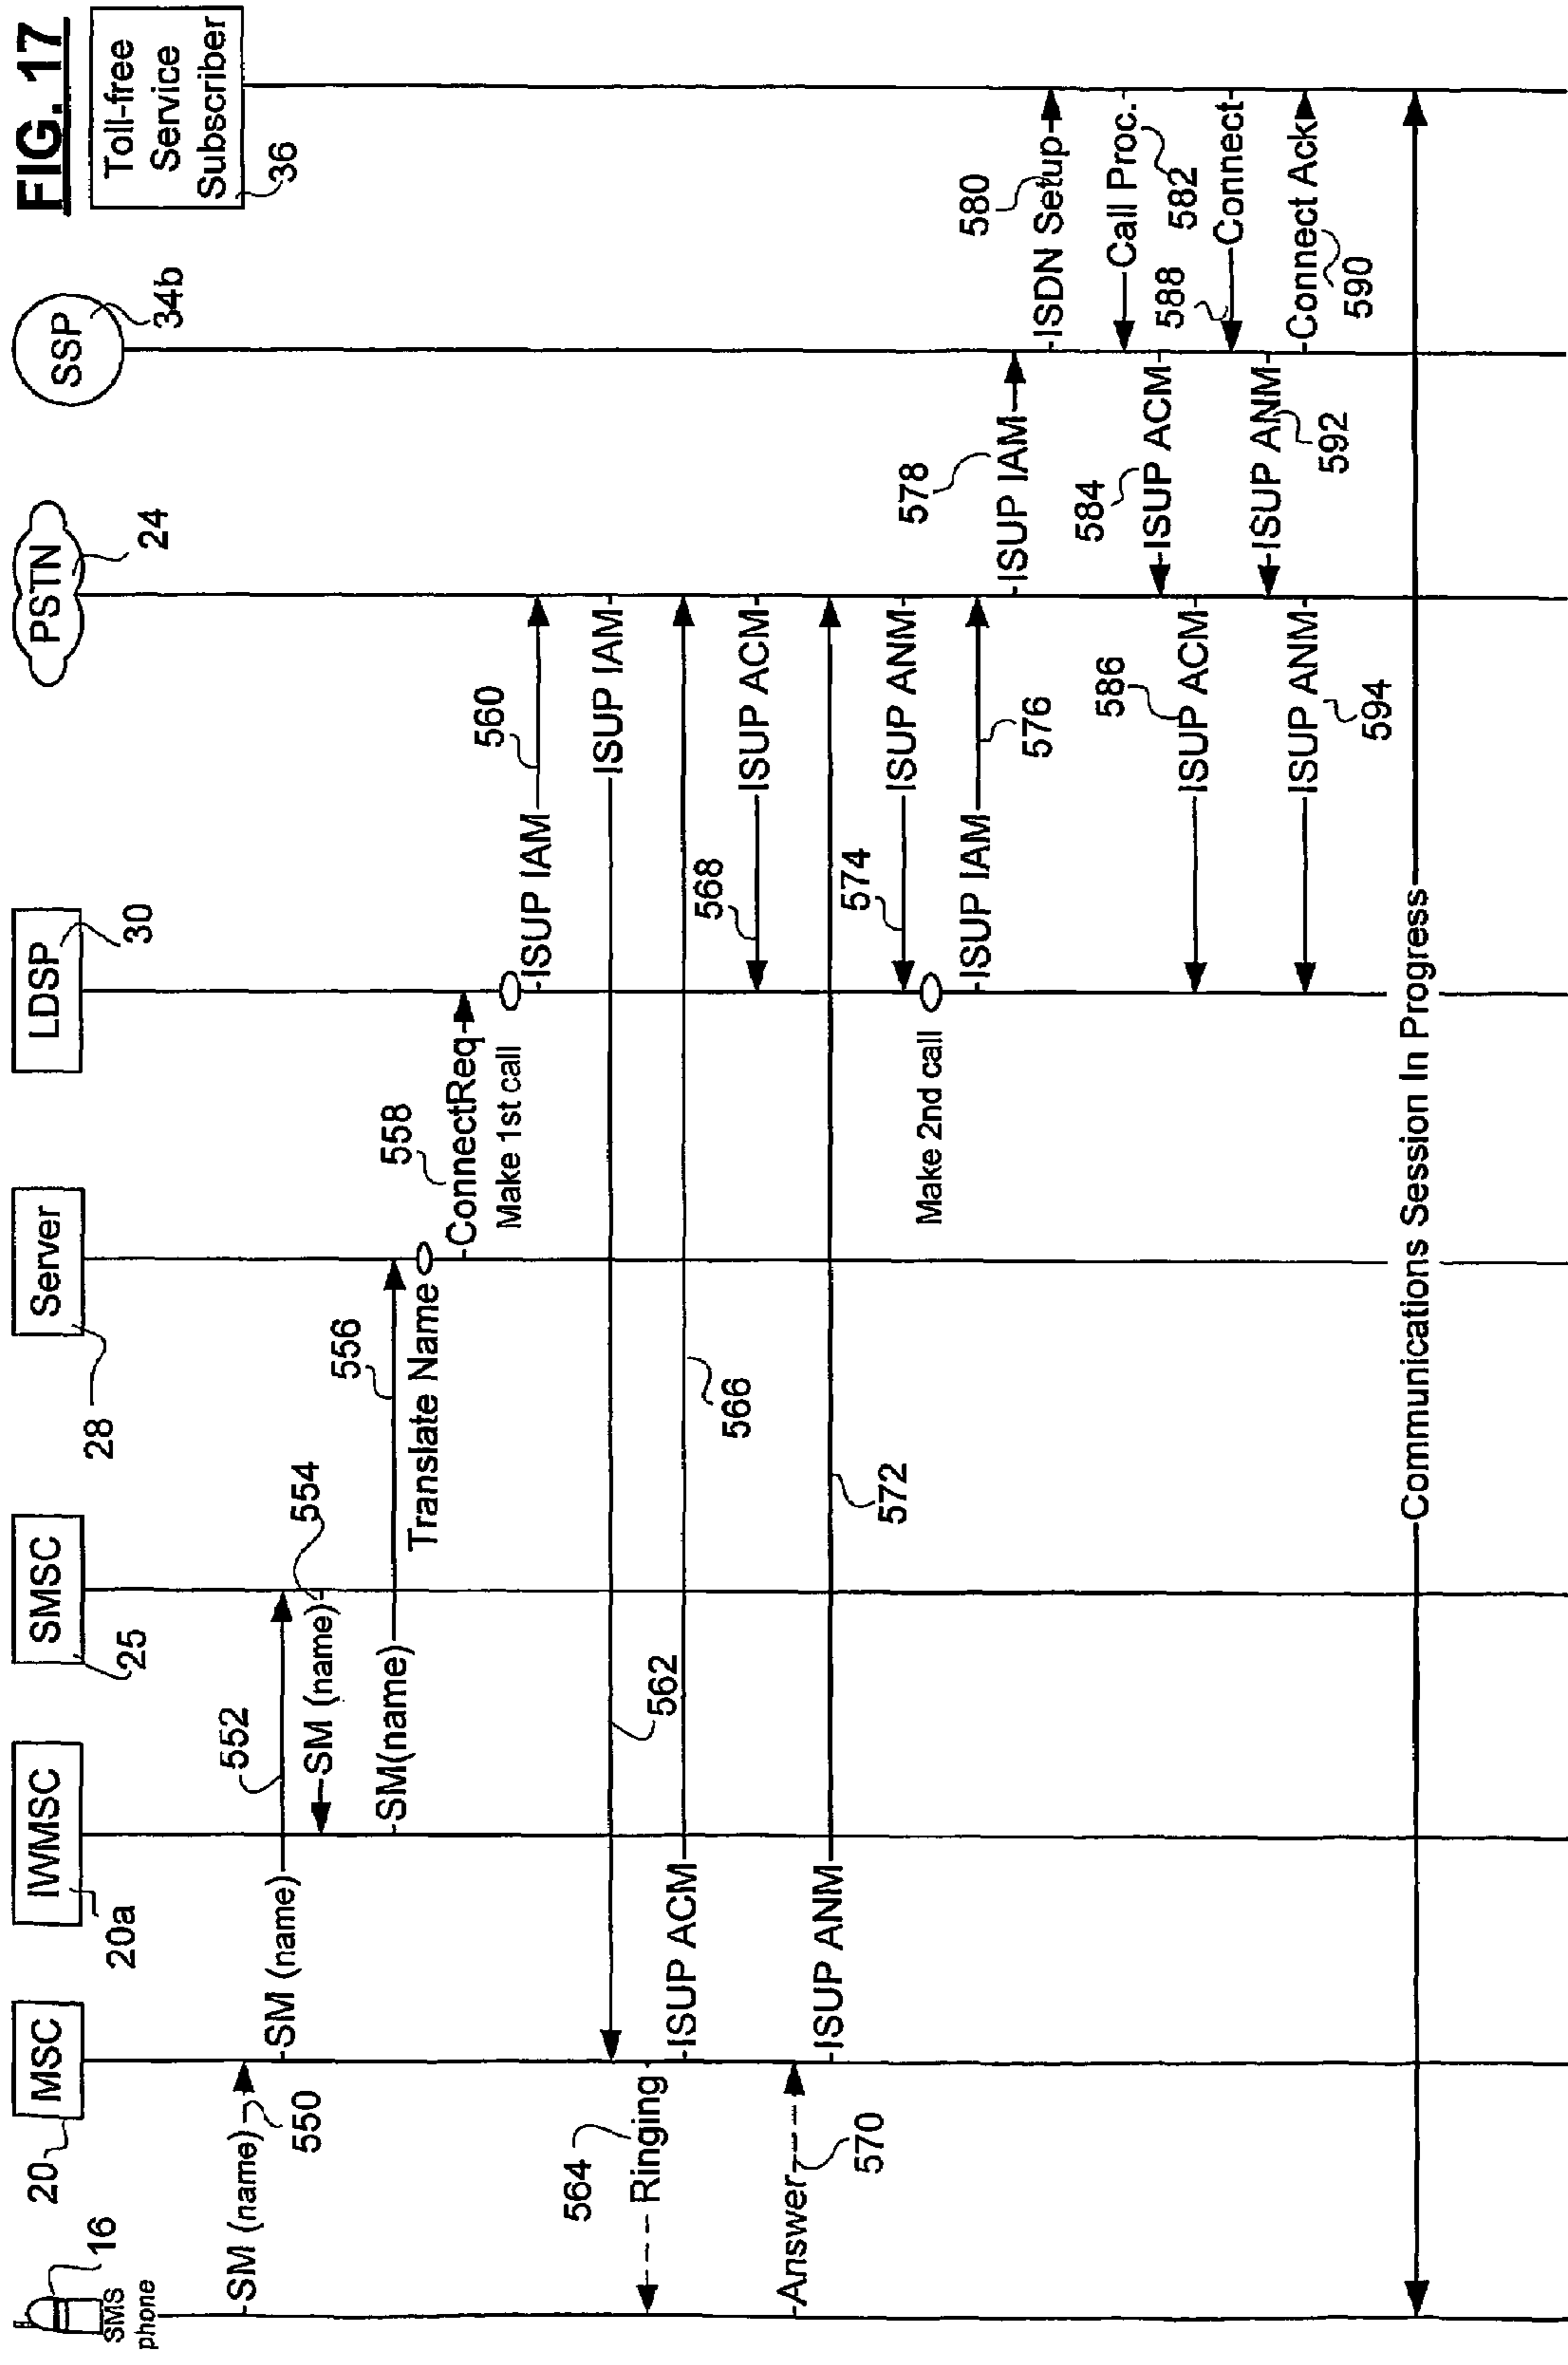 FIG. 17
SMS
phone
16
MSC
20
IWMSC
20a
SMSC
25
Server
28
LDSP
30
PSTN
24
SSP
34b
Toll-free
Service
Subscriber
36
SM (name)
550
SM (name)
552
SM (name)
554
SM(name)
556
Translate Name
ConnectReq
558
Make 1st call
ISUP IAM
560
ISUP IAM
562
Ringing
564
ISUP ACM
566
ISUP ACM
568
Answer
570
ISUP ANM
572
ISUP ANM
574
Make 2nd call
ISUP IAM
576
ISUP IAM
578
ISDN Setup
580
Call Proc.
582
ISUP ACM
584
ISUP ACM
586
Connect
588
Connect Ack
590
ISUP ANM
592
ISUP ANM
594
Communications Session In Progress